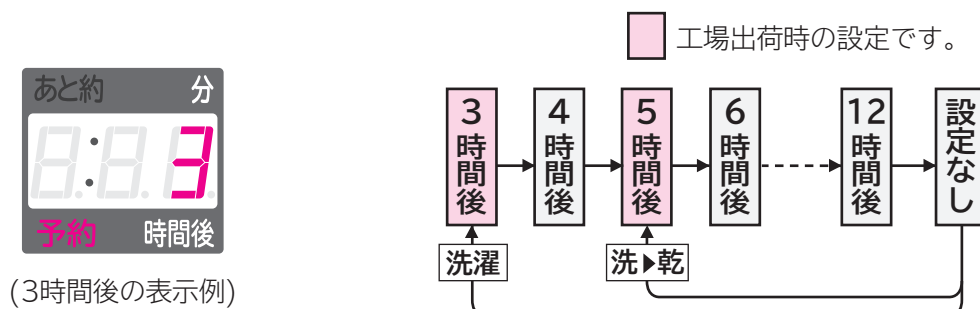 工場出荷時の設定です。
あと約 分
3
予約 時間後
(3時間後の表示例)
3時間後
4時間後
5時間後
6時間後
12時間後
設定なし
洗濯
洗▶乾